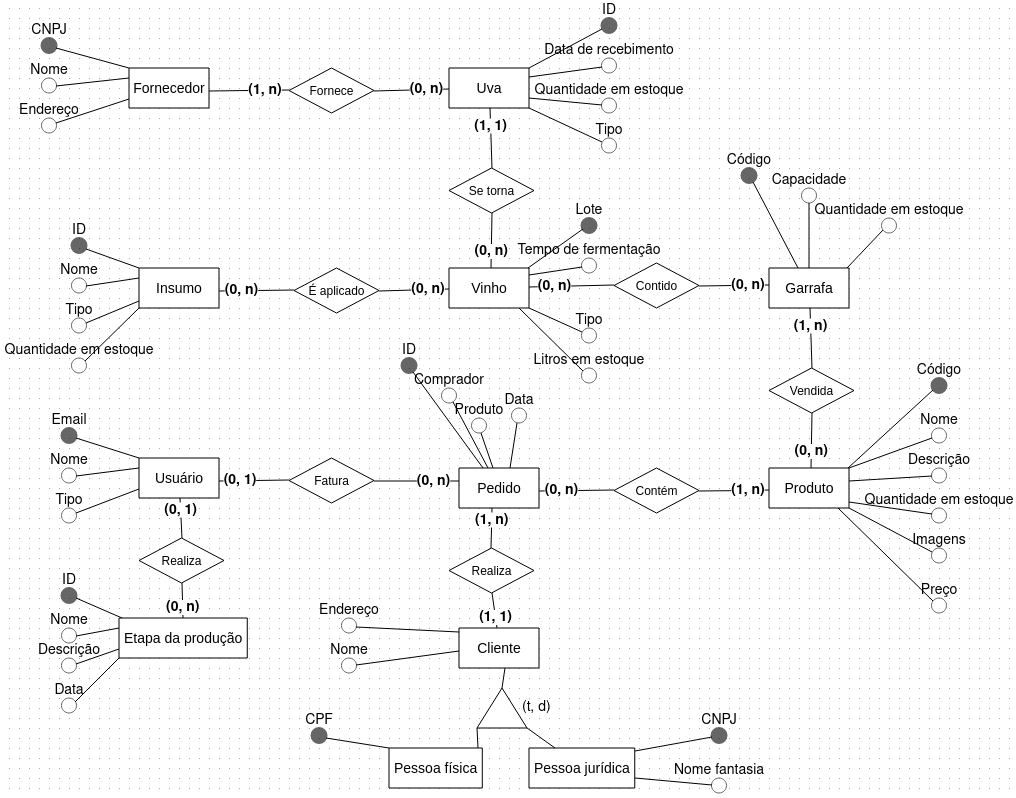 ID
CNPJ
Data de recebimento
Nome
Fornecedor
(1, n)
Fornece
(0, n)
Uva
Quantidade em estoque
Endereço
(1, 1)
Tipo
Código
Capacidade
Se torna
Lote
Quantidade em estoque
ID
(0, n)
Tempo de fermentação
Nome
Insumo
(0, n)
É aplicado
(0, n)
Vinho
(0, n)
Contido
(0, n)
Garrafa
Tipo
Tipo
(1, n)
Quantidade em estoque
ID
Litros em estoque
Comprador
Código
Produto
Data
Vendida
Email
Nome
(0, n)
Nome
Descrição
Usuário
(0, 1)
Fatura
(0, n)
Pedido
(0, n)
Contém
(1, n)
Produto
Tipo
Quantidade em estoque
(0, 1)
(1, n)
Imagens
Realiza
Realiza
ID
Preço
(0, n)
Endereço
(1, 1)
Nome
Etapa da produção
Descrição
Nome
Cliente
Data
(t, d)
CPF
CNPJ
Pessoa física
Pessoa jurídica
Nome fantasia